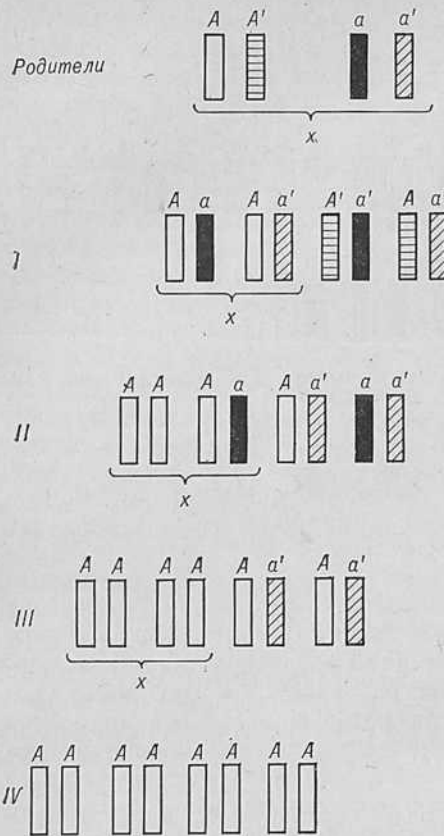 A A' a a'
Родители
x.
A a A a' A' a' A a
I
x
A A A a A a' a a'
II
x
A A A A A a' A a'
III
x
A A A A A A A A
IV